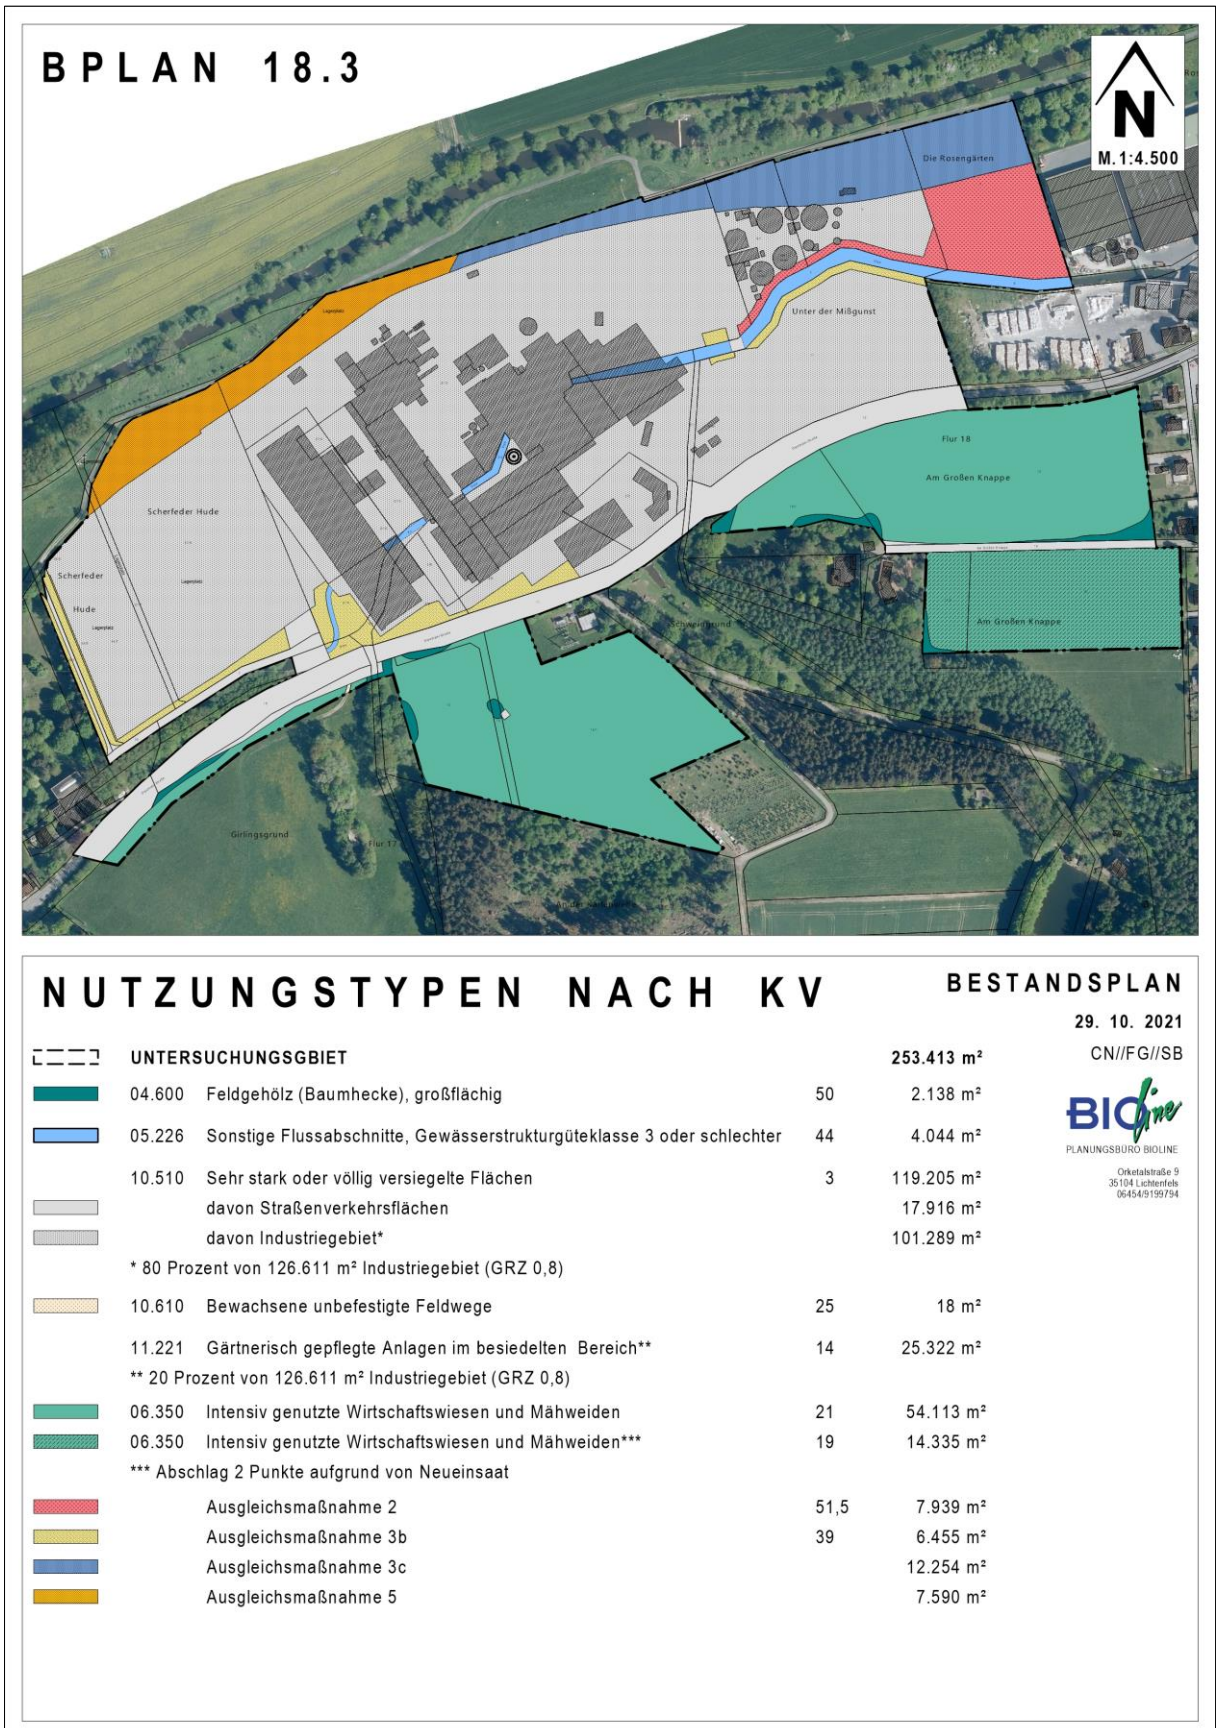 BPLAN 18.3
N
M. 1:4.500
Die Rosengärten
Lagerplatz
Unter der Mißgunst
Flur 18
Am Großen Knappe
Scherfeder Hude
Scherfeder
Hude
Lagerplatz
Lagerplatz
Am Großen Knappe
Schweidgrund
Girlingsgrund
Flur 17
NUTZUNGSTYPEN NACH KV
BESTANDSPLAN
29. 10. 2021
CN//FG//SB
BIOline
PLANUNGSBÜRO BIOLINE
Orketalstraße 9
35104 Lichtenfels
06454/9199794
UNTERSUCHUNGSGBIET 253.413 m²
04.600 Feldgehölz (Baumhecke), großflächig 50 2.138 m²
05.226 Sonstige Flussabschnitte, Gewässerstrukturgüteklasse 3 oder schlechter 44 4.044 m²
10.510 Sehr stark oder völlig versiegelte Flächen 3 119.205 m²
davon Straßenverkehrsflächen 17.916 m²
davon Industriegebiet* 101.289 m²
* 80 Prozent von 126.611 m² Industriegebiet (GRZ 0,8)
10.610 Bewachsene unbefestigte Feldwege 25 18 m²
11.221 Gärtnerisch gepflegte Anlagen im besiedelten Bereich** 14 25.322 m²
** 20 Prozent von 126.611 m² Industriegebiet (GRZ 0,8)
06.350 Intensiv genutzte Wirtschaftswiesen und Mähweiden 21 54.113 m²
06.350 Intensiv genutzte Wirtschaftswiesen und Mähweiden*** 19 14.335 m²
*** Abschlag 2 Punkte aufgrund von Neueinsaat
Ausgleichsmaßnahme 2 51,5 7.939 m²
Ausgleichsmaßnahme 3b 39 6.455 m²
Ausgleichsmaßnahme 3c 12.254 m²
Ausgleichsmaßnahme 5 7.590 m²